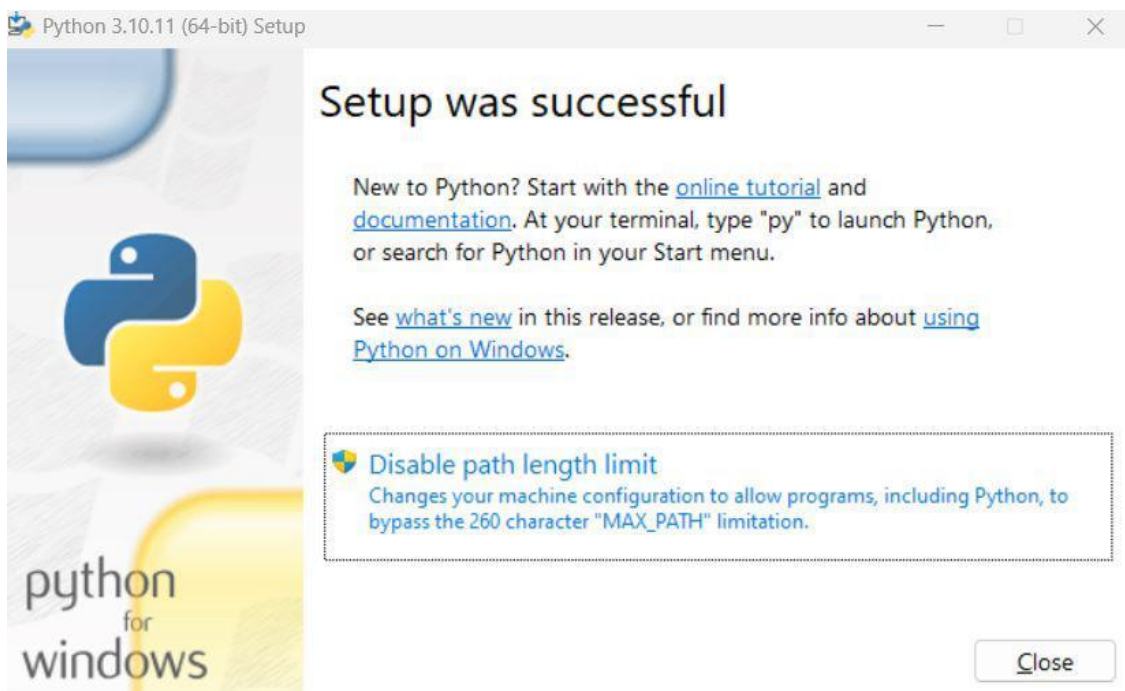 Python 3.10.11 (64-bit) Setup
Setup was successful
New to Python? Start with the online tutorial and
documentation. At your terminal, type "py" to launch Python,
or search for Python in your Start menu.
See what's new in this release, or find more info about using
Python on Windows.
Disable path length limit
Changes your machine configuration to allow programs, including Python, to
bypass the 260 character "MAX_PATH" limitation.
python
for
windows
Close